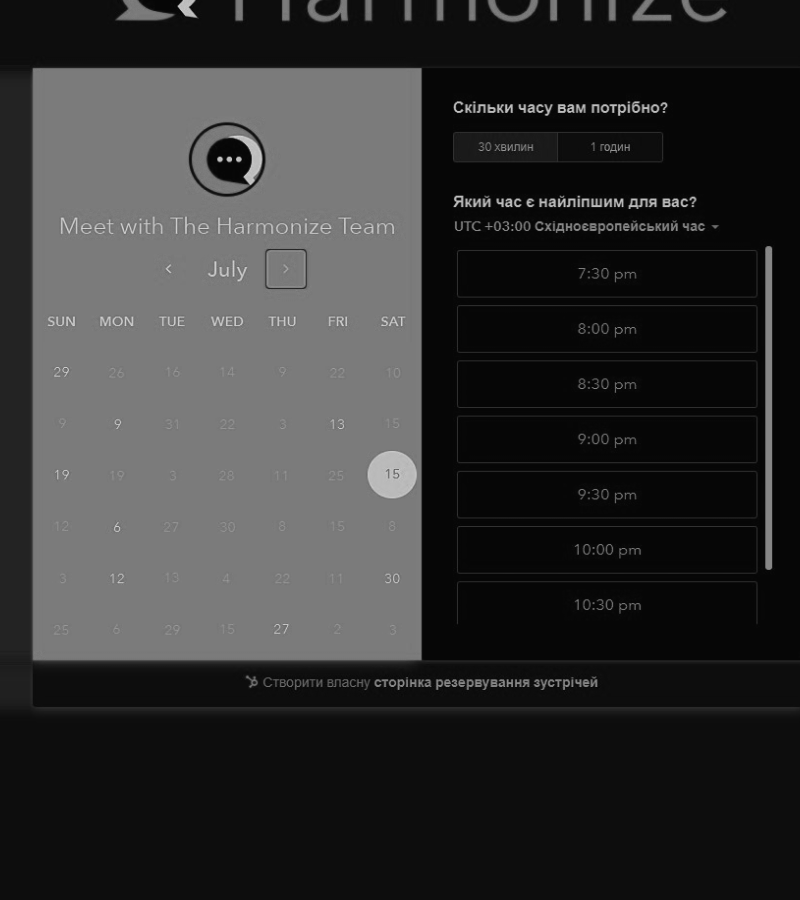 Harmonize
Meet with The Harmonize Team
July
SUN MON TUE WED THU FRI SAT
29 26 16 14 9 22 10
9 9 31 22 3 13 15
19 19 3 28 11 25 15
12 6 27 30 8 15 8
3 12 13 4 22 11 30
25 6 29 15 27 2 3
Скільки часу вам потрібно?
30 хвилин 1 годин
Який час є найліпшим для вас?
UTC +03:00 Східноєвропейський час
7:30 pm
8:00 pm
8:30 pm
9:00 pm
9:30 pm
10:00 pm
10:30 pm
Створити власну сторінка резервування зустрічей